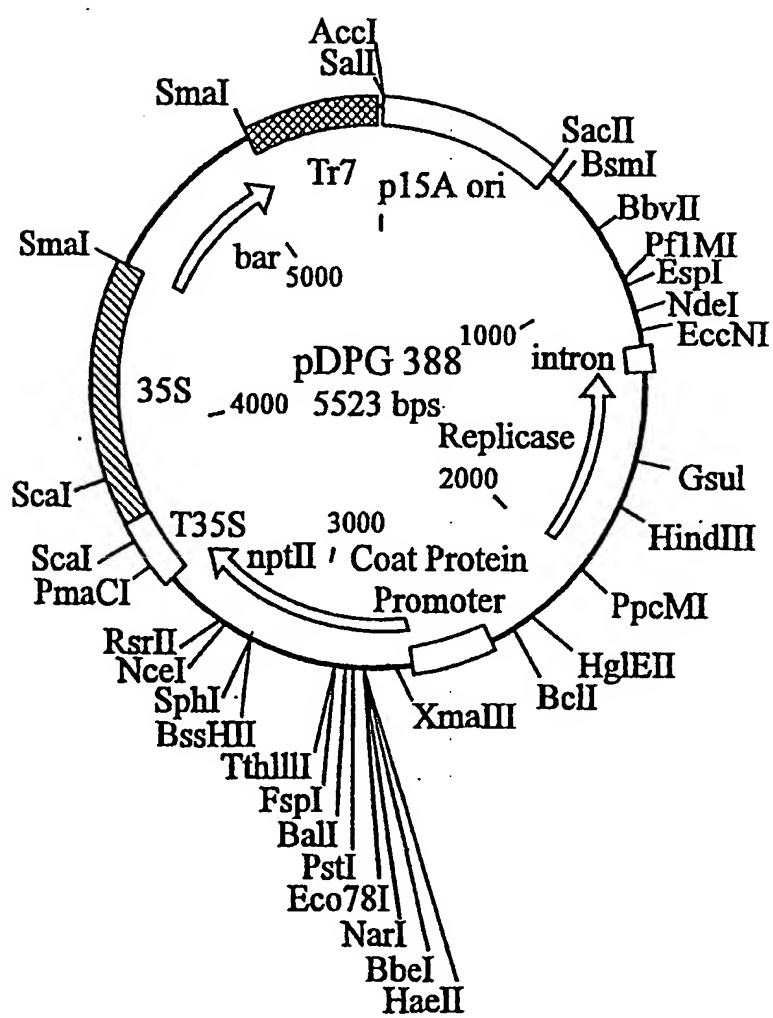 AccI
SalI
SmaI
SacII
BsmI
Tr7
p15A ori
BbvII
bar
5000
SmaI
Pf1MI
EspI
NdeI
EccNI
pDPG 388
5523 bps
1000
intron
35S
4000
Replicase
2000
GsuI
ScaI
HindIII
T35S
nptII
3000
Coat Protein
Promoter
ScaI
PmaCI
PpcMI
RsrII
NceI
HglEII
SphI
BclI
BssHII
XmaIII
TthlllI
FspI
BalI
PstI
Eco78I
NarI
BbeI
HaeII